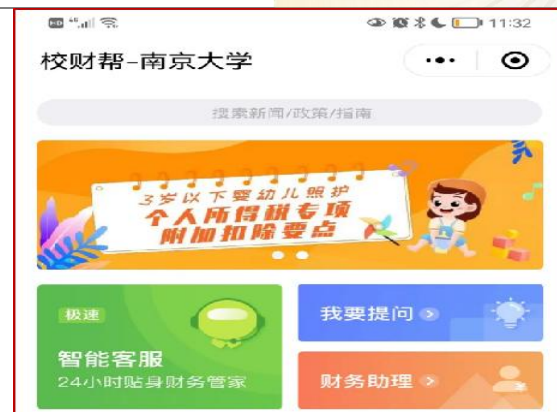 11:32
校财帮-南京大学
搜索新闻/政策/指南
3岁以下婴幼儿照护
个人所得税专项
附加扣除要点
极速
智能客服
24小时贴身财务管家
我要提问
财务助理